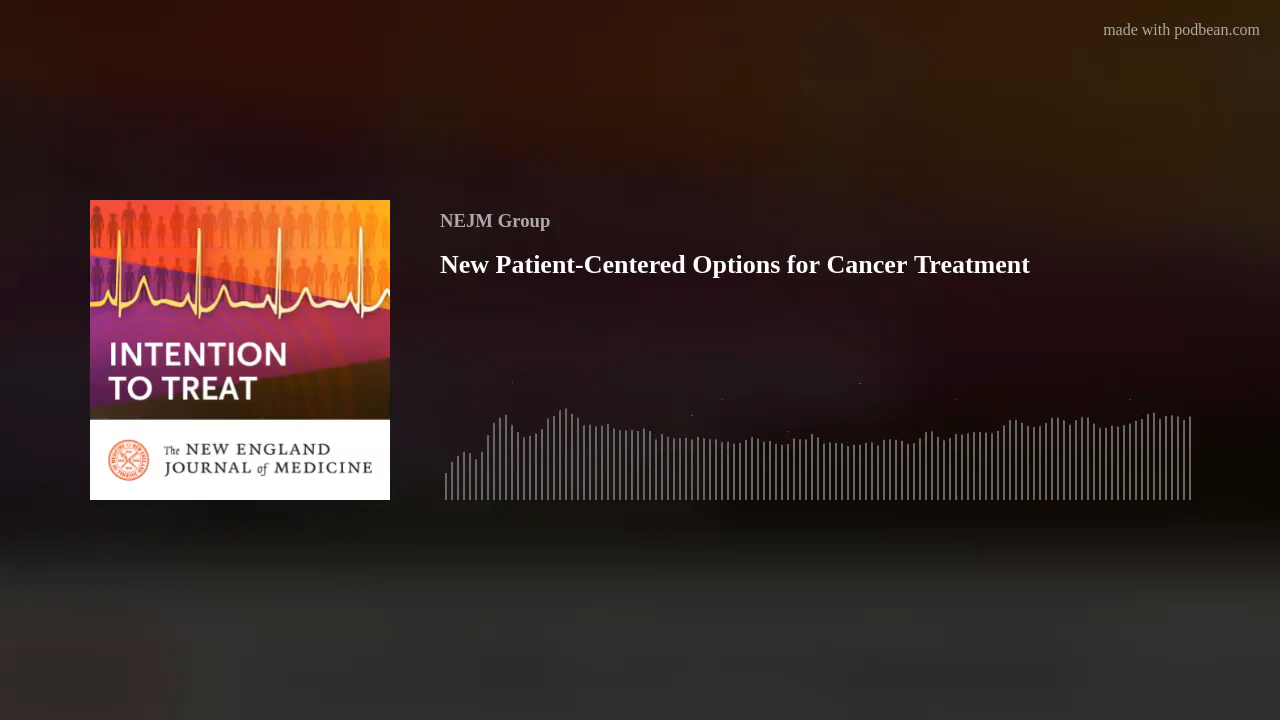 made with podbean.com
NEJM Group
New Patient-Centered Options for Cancer Treatment
INTENTION
TO TREAT
The NEW ENGLAND
JOURNAL of MEDICINE